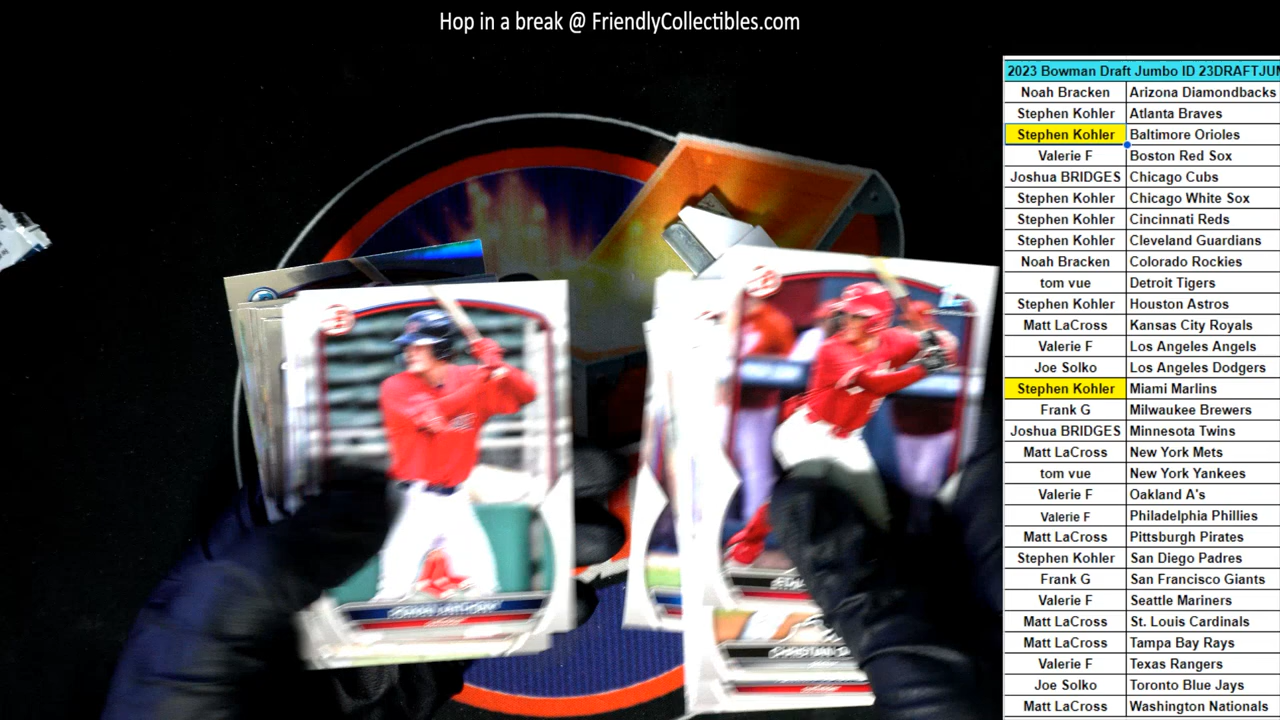 Hop in a break @ FriendlyCollectibles.com
2023 Bowman Draft Jumbo ID 23DRAFTJUM
Noah Bracken Arizona Diamondbacks
Stephen Kohler Atlanta Braves
Stephen Kohler Baltimore Orioles
Valerie F Boston Red Sox
Joshua BRIDGES Chicago Cubs
Stephen Kohler Chicago White Sox
Stephen Kohler Cincinnati Reds
Stephen Kohler Cleveland Guardians
Noah Bracken Colorado Rockies
tom vue Detroit Tigers
Stephen Kohler Houston Astros
Matt LaCross Kansas City Royals
Valerie F Los Angeles Angels
Joe Solko Los Angeles Dodgers
Stephen Kohler Miami Marlins
Frank G Milwaukee Brewers
Joshua BRIDGES Minnesota Twins
Matt LaCross New York Mets
tom vue New York Yankees
Valerie F Oakland A's
Valerie F Philadelphia Phillies
Matt LaCross Pittsburgh Pirates
Stephen Kohler San Diego Padres
Frank G San Francisco Giants
Valerie F Seattle Mariners
Matt LaCross St. Louis Cardinals
Matt LaCross Tampa Bay Rays
Valerie F Texas Rangers
Joe Solko Toronto Blue Jays
Matt LaCross Washington Nationals
ROMAN ANTHONY